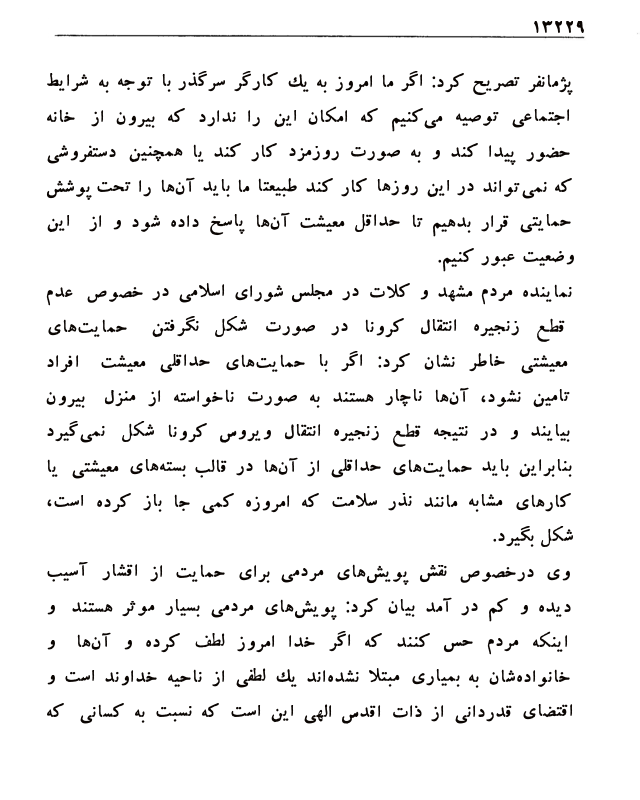 ۱۳۲۲۹
پژمانفر تصریح کرد: اگر ما امروز به یك کارگر سرگذر با توجه به شرایط
اجتماعی توصیه می‌کنیم که امکان این را ندارد که بیرون از خانه
حضور پیدا کند و به صورت روزمزد کار کند یا همچنین دستفروشی
که نمی‌تواند در این روزها کار کند طبیعتا ما باید آن‌ها را تحت پوشش
حمایتی قرار بدهیم تا حداقل معیشت آن‌ها پاسخ داده شود و از این
وضعیت عبور کنیم.
نماینده مردم مشهد و کلات در مجلس شورای اسلامی در خصوص عدم
قطع زنجیره انتقال کرونا در صورت شکل نگرفتن حمایت‌های
معیشتی خاطر نشان کرد: اگر با حمایت‌های حداقلی معیشت افراد
تامین نشود، آن‌ها ناچار هستند به صورت ناخواسته از منزل بیرون
بیایند و در نتیجه قطع زنجیره انتقال ویروس کرونا شکل نمی‌گیرد
بنابراین باید حمایت‌های حداقلی از آن‌ها در قالب بسته‌های معیشتی یا
کارهای مشابه مانند نذر سلامت که امروزه کمی جا باز کرده است،
شکل بگیرد.
وی درخصوص نقش پویش‌های مردمی برای حمایت از اقشار آسیب
دیده و کم در آمد بیان کرد: پویش‌های مردمی بسیار موثر هستند و
اینکه مردم حس کنند که اگر خدا امروز لطف کرده و آن‌ها و
خانواده‌شان به بمیاری مبتلا نشده‌اند یك لطفی از ناحیه خداوند است و
اقتضای قدردانی از ذات اقدس الهی این است که نسبت به کسانی که